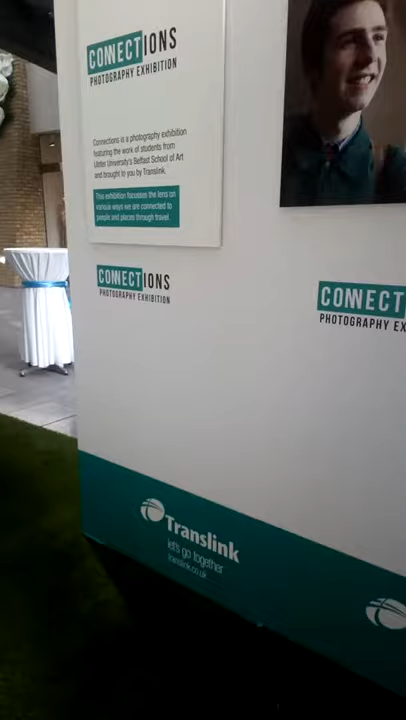 CONNECTIONS
PHOTOGRAPHY EXHIBITION
Connections is a photography exhibition
featuring the work of students from
Ulster University's Belfast School of Art
and brought to you by Translink.
This exhibition focusses the lens on
various ways we are connected to
people and places through travel.
CONNECTIONS
PHOTOGRAPHY EXHIBITION
CONNECT
PHOTOGRAPHY EX
Translink
let's go together
translink.co.uk